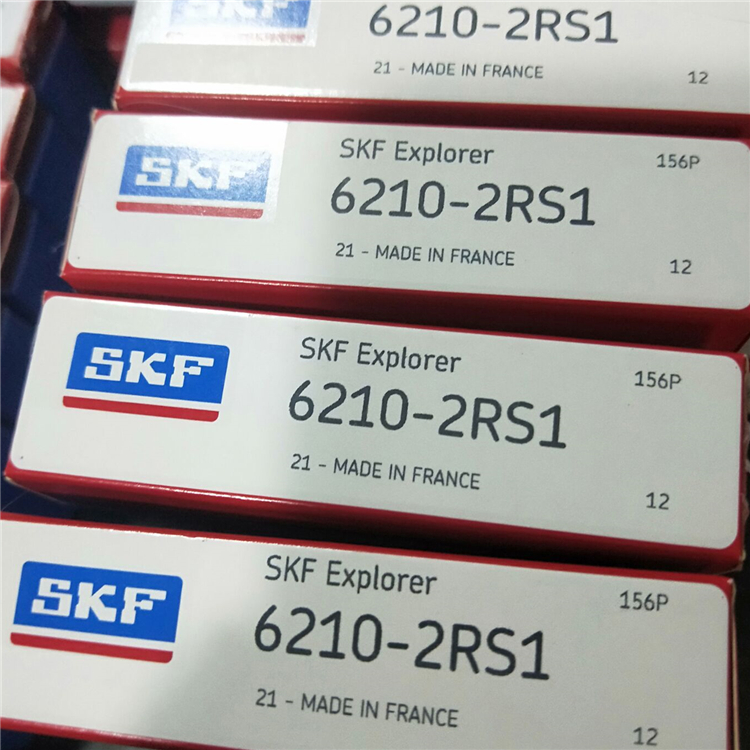 SKF
6210-2RS1
21 - MADE IN FRANCE
12
SKF
SKF Explorer
156P
6210-2RS1
21 - MADE IN FRANCE
12
SKF
SKF Explorer
156P
6210-2RS1
21 - MADE IN FRANCE
12
SKF
SKF Explorer
156P
6210-2RS1
21 - MADE IN FRANCE
12